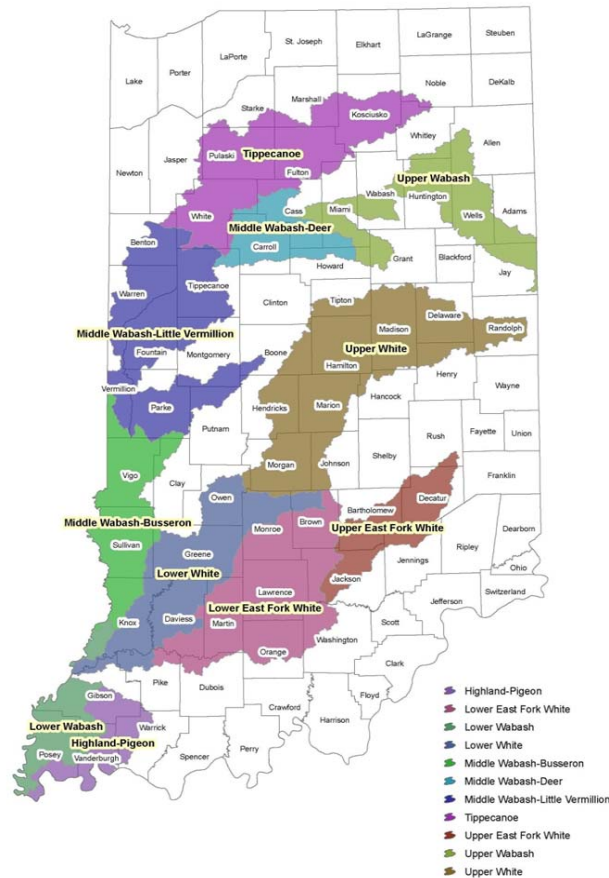 St. Joseph
Elkhart
LaGrange
Steuben
LaPorte
Porter
Lake
Noble
DeKalb
Marshall
Starke
Kosciusko
Whitley
Allen
Jasper
Pulaski
Tippecanoe
Newton
Fulton
Upper Wabash
Wabash
Huntington
White
Cass
Miami
Wells
Adams
Middle Wabash-Deer
Benton
Carroll
Grant
Blackford
Howard
Jay
Warren
Tippecanoe
Clinton
Tipton
Delaware
Randolph
Madison
Middle Wabash-Little Vermillion
Upper White
Fountain
Montgomery
Boone
Hamilton
Henry
Vermillion
Wayne
Hancock
Parke
Hendricks
Marion
Putnam
Rush
Fayette
Union
Shelby
Morgan
Johnson
Vigo
Clay
Franklin
Owen
Decatur
Bartholomew
Middle Wabash-Busseron
Monroe
Brown
Upper East Fork White
Dearborn
Sullivan
Greene
Ripley
Jennings
Ohio
Lower White
Jackson
Switzerland
Lawrence
Jefferson
Lower East Fork White
Knox
Daviess
Martin
Scott
Washington
Orange
Clark
Pike
Dubois
Gibson
Floyd
Crawford
Harrison
Lower Wabash
Warrick
Highland-Pigeon
Posey
Vanderburgh
Spencer
Perry
Highland-Pigeon
Lower East Fork White
Lower Wabash
Lower White
Middle Wabash-Busseron
Middle Wabash-Deer
Middle Wabash-Little Vermillion
Tippecanoe
Upper East Fork White
Upper Wabash
Upper White